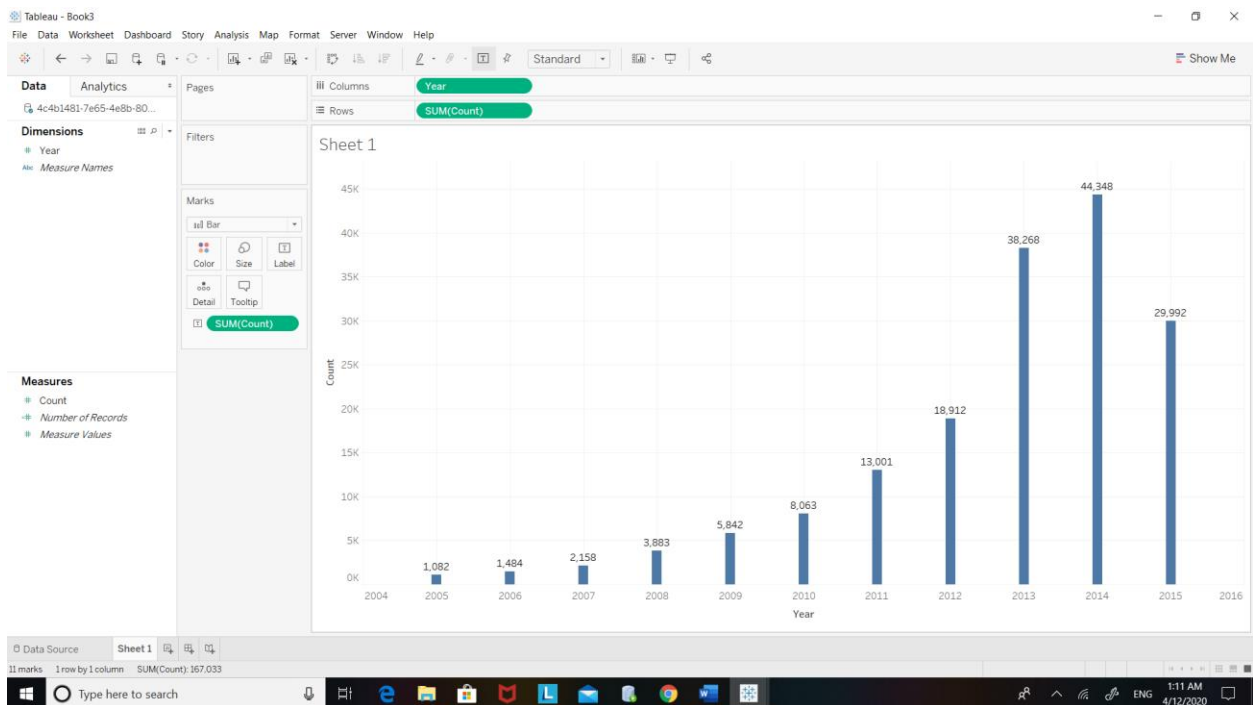 Tableau - Book3
File Data Worksheet Dashboard Story Analysis Map Format Server Window Help
Standard
Show Me
Data Analytics
Pages
Columns Year
4c4b1481-7e65-4e8b-80...
Rows SUM(Count)
Dimensions
Filters
Year
Abc Measure Names
Sheet 1
Marks
Bar
Color Size Label
Detail Tooltip
SUM(Count)
Measures
Count
Number of Records
Measure Values
45K
40K
35K
30K
25K
20K
15K
10K
5K
0K
Count
1,082
1,484
2,158
3,883
5,842
8,063
13,001
18,912
38,268
44,348
29,992
2004 2005 2006 2007 2008 2009 2010 2011 2012 2013 2014 2015 2016
Year
Data Source Sheet 1
11 marks 1 row by 1 column SUM(Count): 167,033
Type here to search
ENG
1:11 AM
4/12/2020